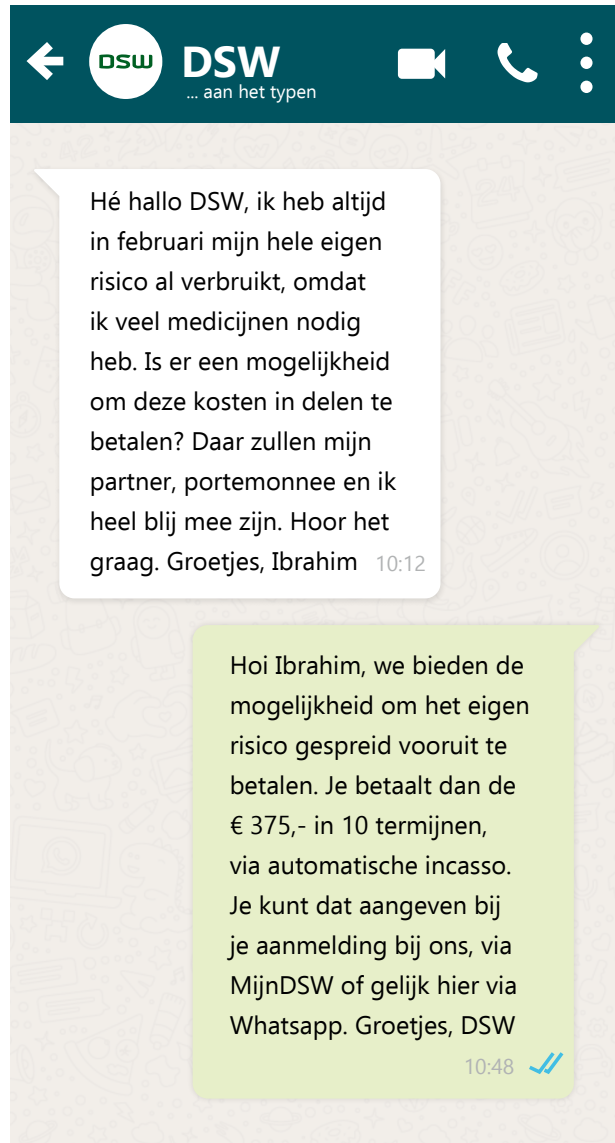 DSW
DSW
... aan het typen
Hé hallo DSW, ik heb altijd
in februari mijn hele eigen
risico al verbruikt, omdat
ik veel medicijnen nodig
heb. Is er een mogelijkheid
om deze kosten in delen te
betalen? Daar zullen mijn
partner, portemonnee en ik
heel blij mee zijn. Hoor het
graag. Groetjes, Ibrahim 10:12
Hoi Ibrahim, we bieden de
mogelijkheid om het eigen
risico gespreid vooruit te
betalen. Je betaalt dan de
€ 375,- in 10 termijnen,
via automatische incasso.
Je kunt dat aangeven bij
je aanmelding bij ons, via
MijnDSW of gelijk hier via
Whatsapp. Groetjes, DSW
10:48